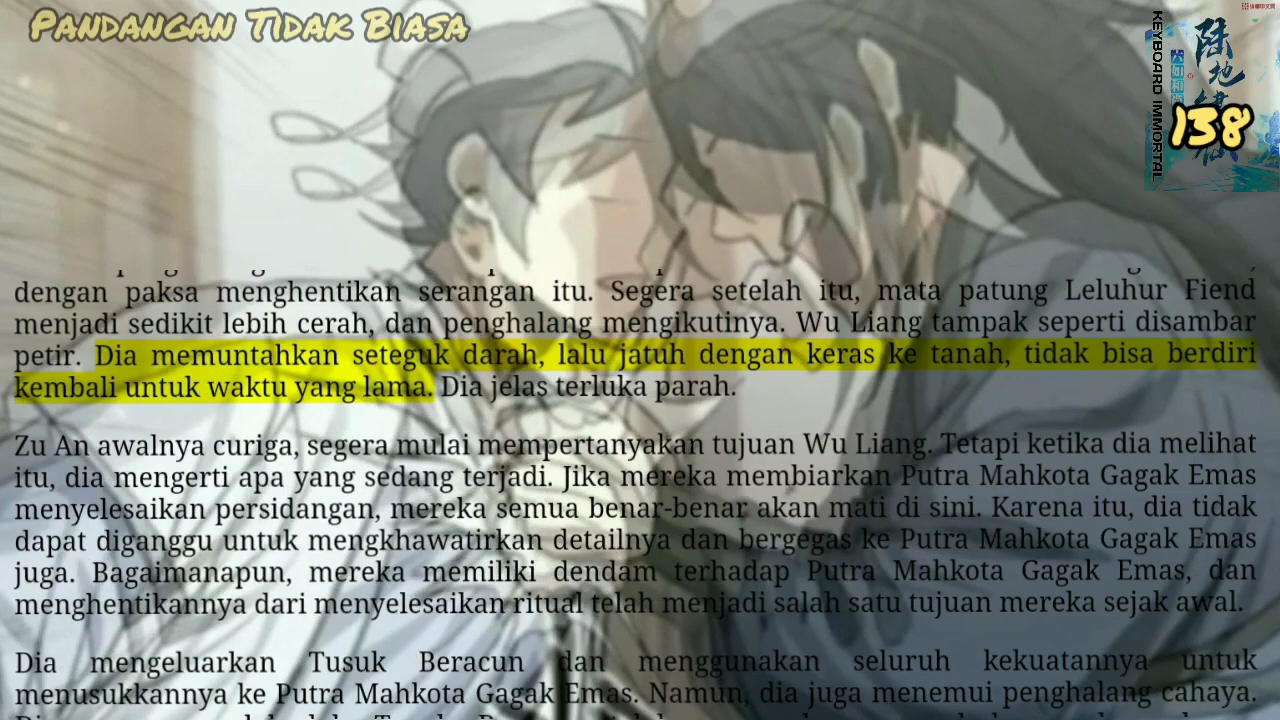 PANDANGAN TIDAK BIASA
KEYBOARD IMMORTAL
138
dengan paksa menghentikan serangan itu. Segera setelah itu, mata patung Leluhur Fiend
menjadi sedikit lebih cerah, dan penghalang mengikutinya. Wu Liang tampak seperti disambar
petir. Dia memuntahkan seteguk darah, lalu jatuh dengan keras ke tanah, tidak bisa berdiri
kembali untuk waktu yang lama. Dia jelas terluka parah.
Zu An awalnya curiga, segera mulai mempertanyakan tujuan Wu Liang. Tetapi ketika dia melihat
itu, dia mengerti apa yang sedang terjadi. Jika mereka membiarkan Putra Mahkota Gagak Emas
menyelesaikan persidangan, mereka semua benar-benar akan mati di sini. Karena itu, dia tidak
dapat diganggu untuk mengkhawatirkan detailnya dan bergegas ke Putra Mahkota Gagak Emas
juga. Bagaimanapun, mereka memiliki dendam terhadap Putra Mahkota Gagak Emas, dan
menghentikannya dari menyelesaikan ritual telah menjadi salah satu tujuan mereka sejak awal.
Dia mengeluarkan Tusuk Beracun dan menggunakan seluruh kekuatannya untuk
menusukkannya ke Putra Mahkota Gagak Emas. Namun, dia juga menemui penghalang cahaya.